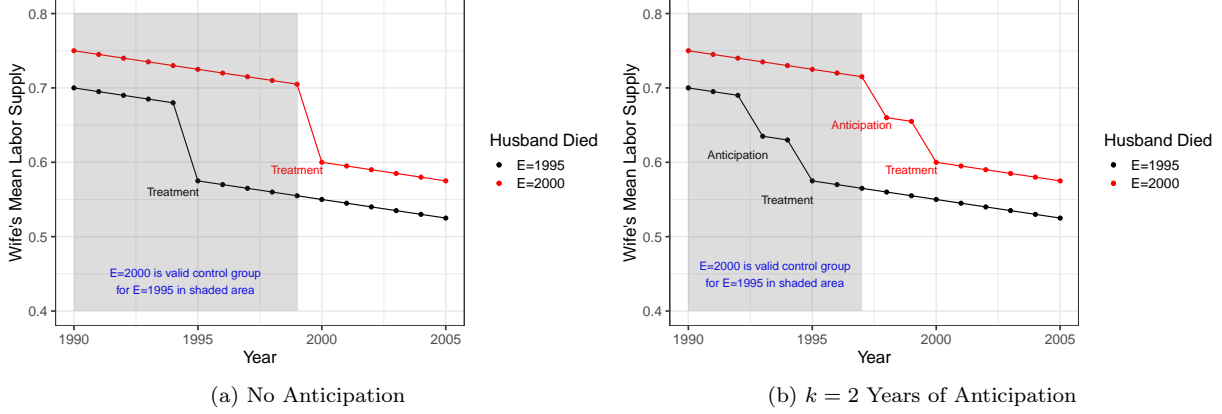 0.8
0.7
0.6
0.5
0.4
Wife's Mean Labor Supply
Treatment
Treatment
E=2000 is valid control group
for E=1995 in shaded area
1990
1995
2000
2005
Year
Husband Died
E=1995
E=2000
(a) No Anticipation
0.8
0.7
0.6
0.5
0.4
Wife's Mean Labor Supply
Anticipation
Anticipation
Treatment
Treatment
E=2000 is valid control group
for E=1995 in shaded area
1990
1995
2000
2005
Year
Husband Died
E=1995
E=2000
(b) k = 2 Years of Anticipation